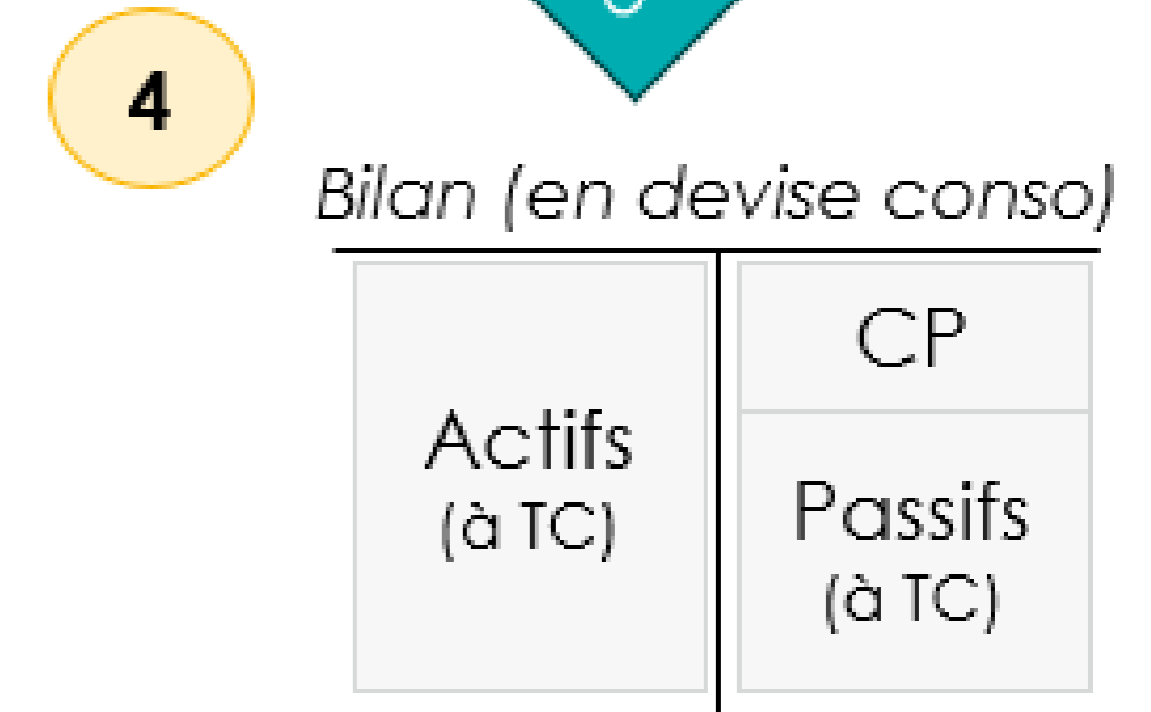 4
Bilan (en devise conso)
Actifs
(à TC)
CP
Passifs
(à TC)